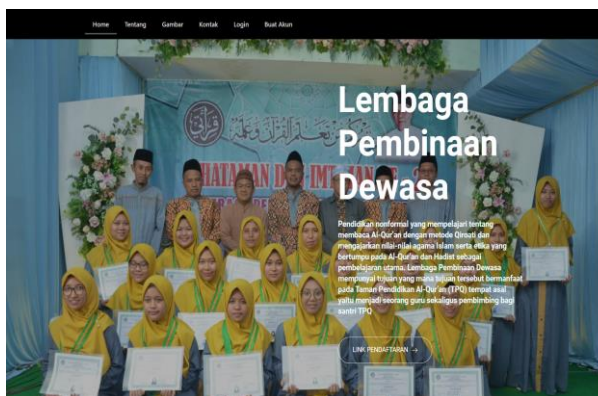 Home Tentang Gambar Kontak Login Buat Akun
Lembaga
Pembinaan
Dewasa
Pendidikan nonformal yang mempelajari tentang
membaca Al-Qur'an dengan metode Qiroati dan
mengajarkan nilai-nilai agama Islam serta etika yang
bertumpu pada Al-Qur'an dan Hadist sebagai
pembelajaran utama. Lembaga Pembinaan Dewasa
mempunyai tujuan yang mana tujuan tersebut bermanfaat
pada Taman Pendidikan Al-Qur'an (TPQ) tempat asal
yaitu menjadi seorang guru sekaligus pembimbing bagi
santri TPQ
LINK PENDAFTARAN →